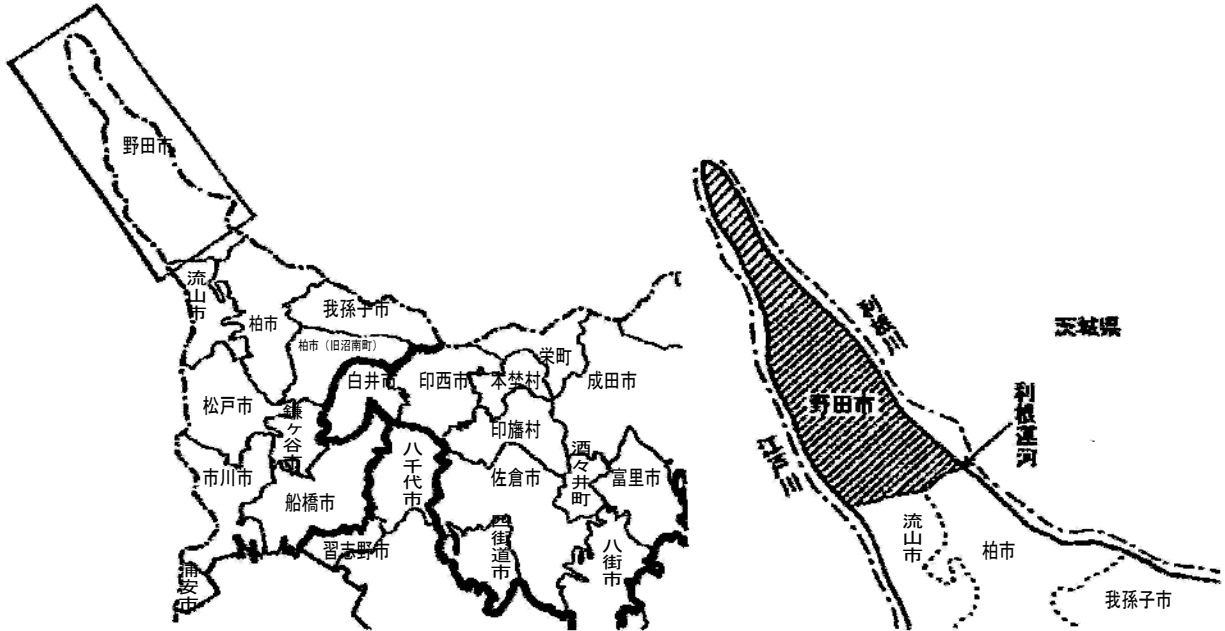 野田市
流山市
柏市
我孫子市
柏市（旧沼南町）
白井市
印西市
本埜村
栄町
成田市
松戸市
鎌ヶ谷市
印旛村
市川市
船橋市
八千代市
佐倉市
酒々井町
富里市
習志野市
四街道市
八街市
浦安市
利根川
茨城県
野田市
江戸川
利根運河
流山市
柏市
我孫子市